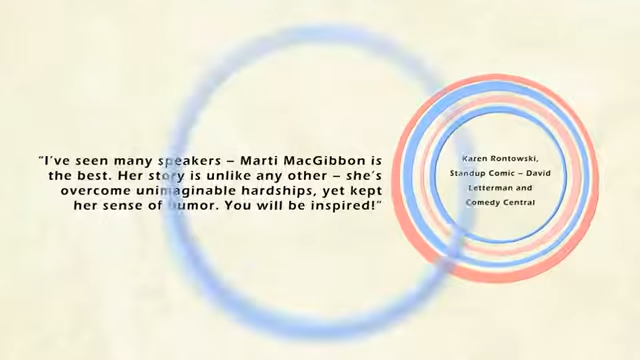 "I've seen many speakers – Marti MacGibbon is
the best. Her story is unlike any other – she's
overcome unimaginable hardships, yet kept
her sense of humor. You will be inspired!"
Karen Rontowski,
Standup Comic – David
Letterman and
Comedy Central